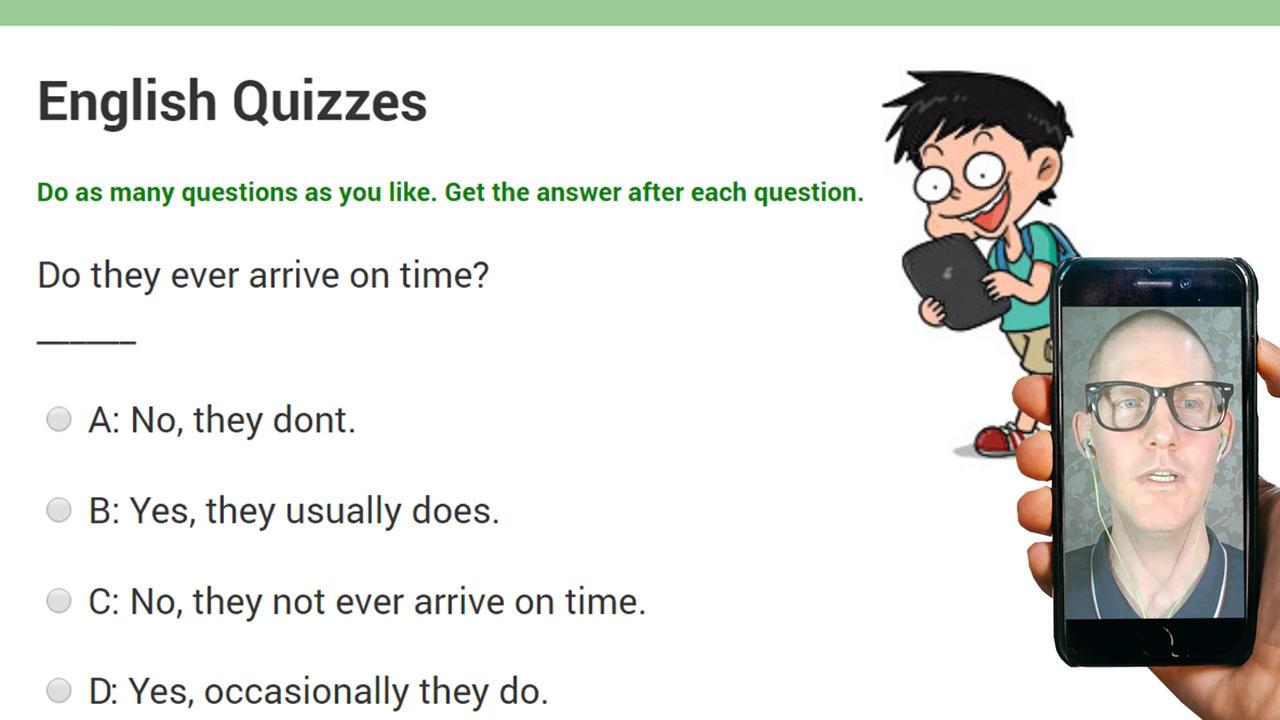 English Quizzes
Do as many questions as you like. Get the answer after each question.
Do they ever arrive on time?
______
A: No, they dont.
B: Yes, they usually does.
C: No, they not ever arrive on time.
D: Yes, occasionally they do.